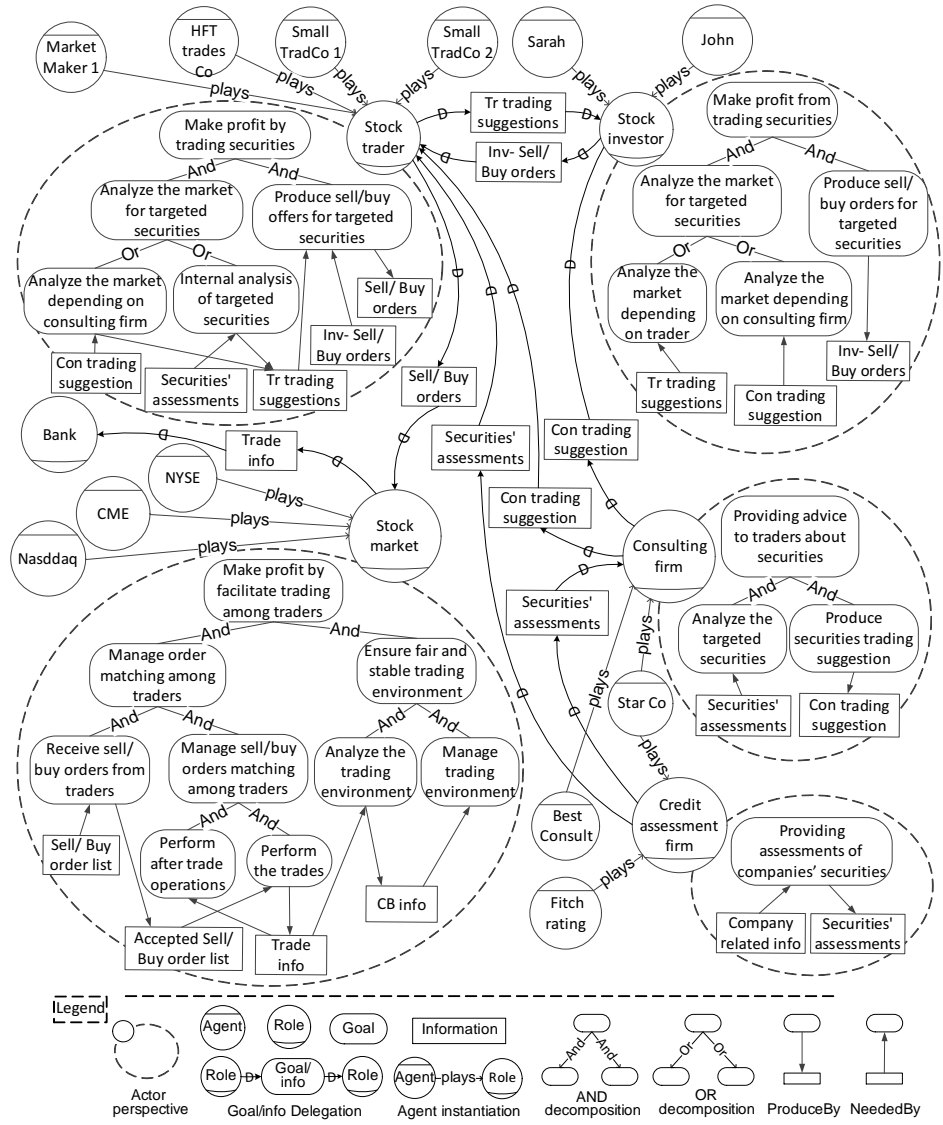 Market
Maker 1
HFT
trades
Co
Small
TradCo 1
Small
TradCo 2
Sarah
John
plays
plays
plays
plays
plays
plays
Stock
trader
D
Tr trading
suggestions
D
Stock
investor
D
Inv- Sell/
Buy orders
D
Make profit by
trading securities
And
And
Analyze the market
for targeted
securities
Produce sell/buy
offers for targeted
securities
Or
Or
Analyze the market
depending on
consulting firm
Internal analysis
of targeted
securities
Sell/ Buy
orders
Inv- Sell/
Buy orders
Con trading
suggestion
Securities'
assessments
Tr trading
suggestions
Make profit from
trading securities
And
And
Analyze the market
for targeted
securities
Produce sell/
buy orders for
targeted
securities
Or
Or
Analyze the
market
depending
on trader
Analyze the
market depending
on consulting firm
Inv- Sell/
Buy orders
Tr trading
suggestions
Con trading
suggestion
D
D
D
D
Sell/ Buy
orders
D
Securities'
assessments
Con trading
suggestion
Con trading
suggestion
D
D
Bank
D
Trade
info
D
NYSE
CME
Nasddaq
plays
plays
plays
Stock
market
Consulting
firm
D
Securities'
assessments
D
D
plays
plays
Star Co
plays
Best
Consult
Credit
assessment
firm
Fitch
rating
plays
Providing advice
to traders about
securities
And
And
Analyze the
targeted
securities
Produce
securities trading
suggestion
Securities'
assessments
Con trading
suggestion
Make profit by
facilitate trading
among traders
And
And
Manage order
matching among
traders
Ensure fair and
stable trading
environment
And
And
And
And
Receive sell/
buy orders from
traders
Manage sell/buy
orders matching
among traders
Analyze the
trading
environment
Manage
trading
environment
And
And
Sell/ Buy
order list
Perform
after trade
operations
Perform
the trades
CB info
Accepted Sell/
Buy order list
Trade
info
Providing
assessments of
companies’ securities
Company
related info
Securities'
assessments
Legend
Actor
perspective
Agent
Role
Goal
Information
Role
D
Goal/
info
D
Role
Goal/info Delegation
Agent
plays
Role
Agent instantiation
And
And
AND
decomposition
Or
Or
OR
decomposition
ProduceBy
NeededBy